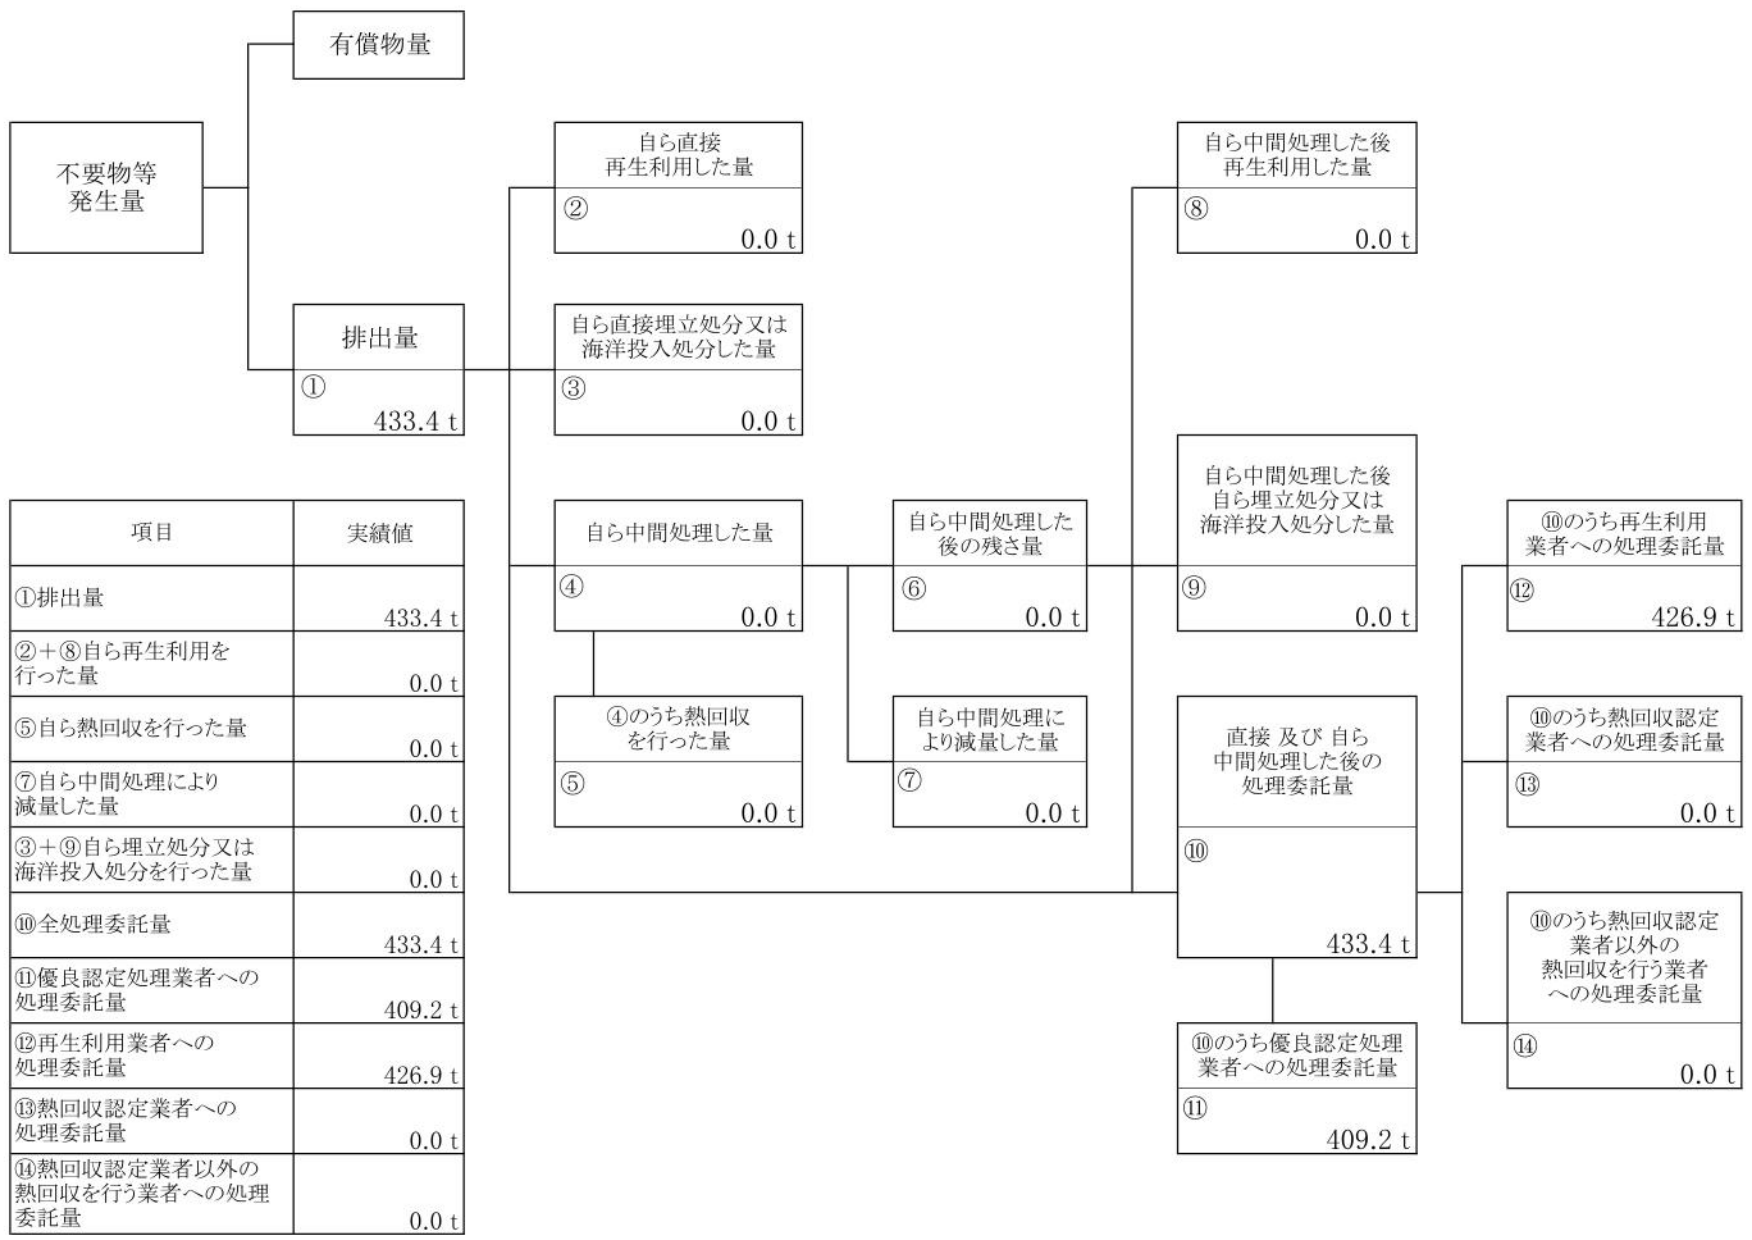 有償物量
不要物等
発生量
排出量
①
433.4 t
自ら直接
再生利用した量
②
0.0 t
自ら直接埋立処分又は
海洋投入処分した量
③
0.0 t
自ら中間処理した量
④
0.0 t
④のうち熱回収
を行った量
⑤
0.0 t
自ら中間処理した
後の残さ量
⑥
0.0 t
自ら中間処理に
より減量した量
⑦
0.0 t
自ら中間処理した後
再生利用した量
⑧
0.0 t
自ら中間処理した後
自ら埋立処分又は
海洋投入処分した量
⑨
0.0 t
直接 及び 自ら
中間処理した後の
処理委託量
⑩
433.4 t
⑩のうち優良認定処理
業者への処理委託量
⑪
409.2 t
⑩のうち再生利用
業者への処理委託量
⑫
426.9 t
⑩のうち熱回収認定
業者への処理委託量
⑬
0.0 t
⑩のうち熱回収認定
業者以外の
熱回収を行う業者
への処理委託量
⑭
0.0 t
項目 実績値
①排出量
433.4 t
②＋⑧自ら再生利用を
行った量
0.0 t
⑤自ら熱回収を行った量
0.0 t
⑦自ら中間処理により
減量した量
0.0 t
③＋⑨自ら埋立処分又は
海洋投入処分を行った量
0.0 t
⑩全処理委託量
433.4 t
⑪優良認定処理業者への
処理委託量
409.2 t
⑫再生利用業者への
処理委託量
426.9 t
⑬熱回収認定業者への
処理委託量
0.0 t
⑭熱回収認定業者以外の
熱回収を行う業者への処理
委託量
0.0 t